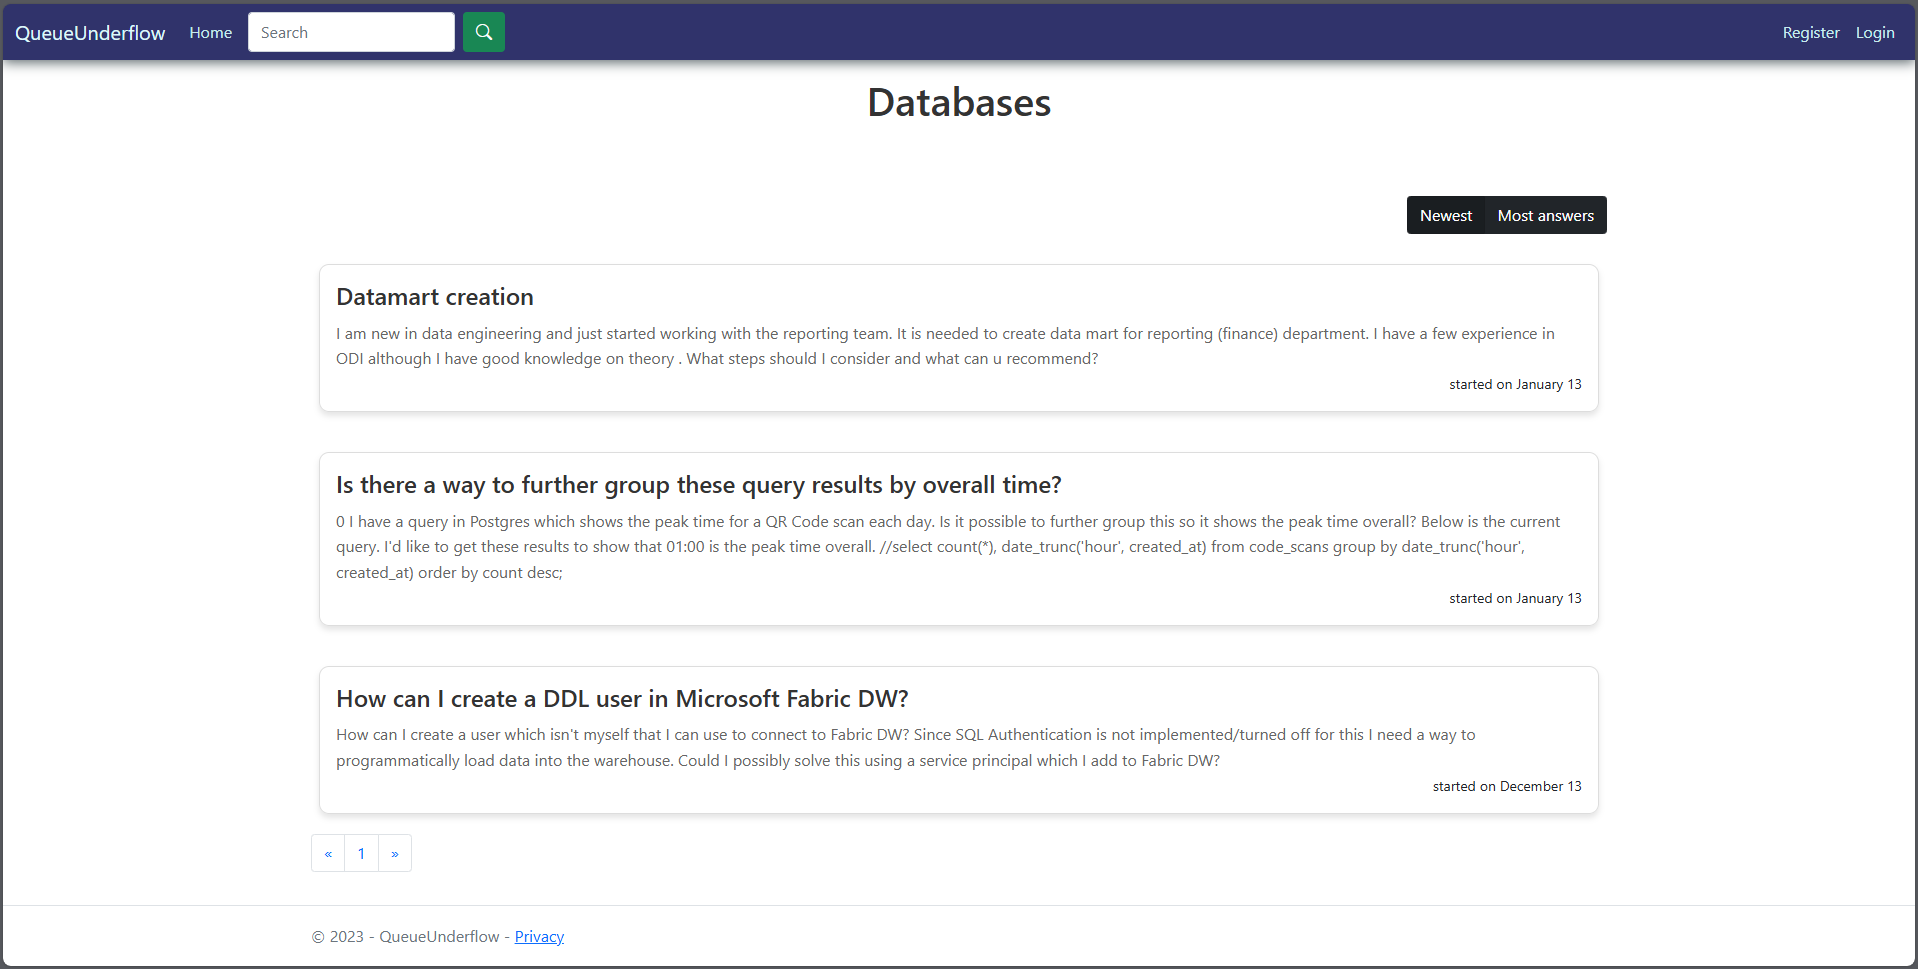 QueueUnderflow Home Search Register Login
Databases
Newest Most answers
Datamart creation
I am new in data engineering and just started working with the reporting team. It is needed to create data mart for reporting (finance) department. I have a few experience in
ODI although I have good knowledge on theory . What steps should I consider and what can u recommend?
started on January 13
Is there a way to further group these query results by overall time?
0 I have a query in Postgres which shows the peak time for a QR Code scan each day. Is it possible to further group this so it shows the peak time overall? Below is the current
query. I'd like to get these results to show that 01:00 is the peak time overall. //select count(*), date_trunc('hour', created_at) from code_scans group by date_trunc('hour',
created_at) order by count desc;
started on January 13
How can I create a DDL user in Microsoft Fabric DW?
How can I create a user which isn't myself that I can use to connect to Fabric DW? Since SQL Authentication is not implemented/turned off for this I need a way to
programmatically load data into the warehouse. Could I possibly solve this using a service principal which I add to Fabric DW?
started on December 13
« 1 »
© 2023 - QueueUnderflow - Privacy